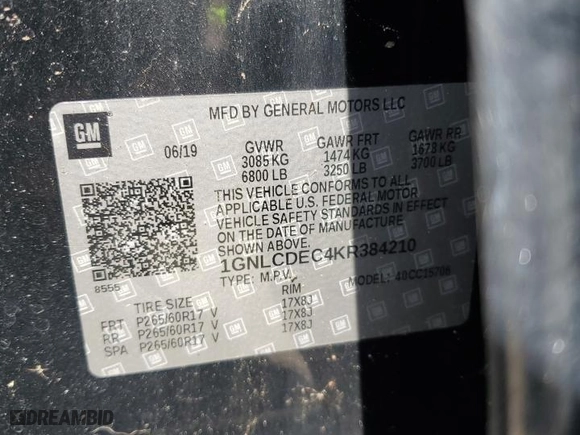 MFD BY GENERAL MOTORS LLC
GM
06/19 GVWR GAWR FRT GAWR RR
3085 KG 1474 KG 1678 KG
6800 LB 3250 LB 3700 LB
THIS VEHICLE CONFORMS TO ALL
APPLICABLE U.S. FEDERAL MOTOR
VEHICLE SAFETY STANDARDS IN EFFECT
ON THE DATE OF MANUFACTURE
SHOWN ABOVE.
1GNLCDEC4KR384210
8555
TYPE: M.P.V. MODEL:
TIRE SIZE RIM
FRT P265/60R17 V 17X8J
RR P265/60R17 V 17X8J
SPA P265/60R17 V 17X8J
DREAMBID